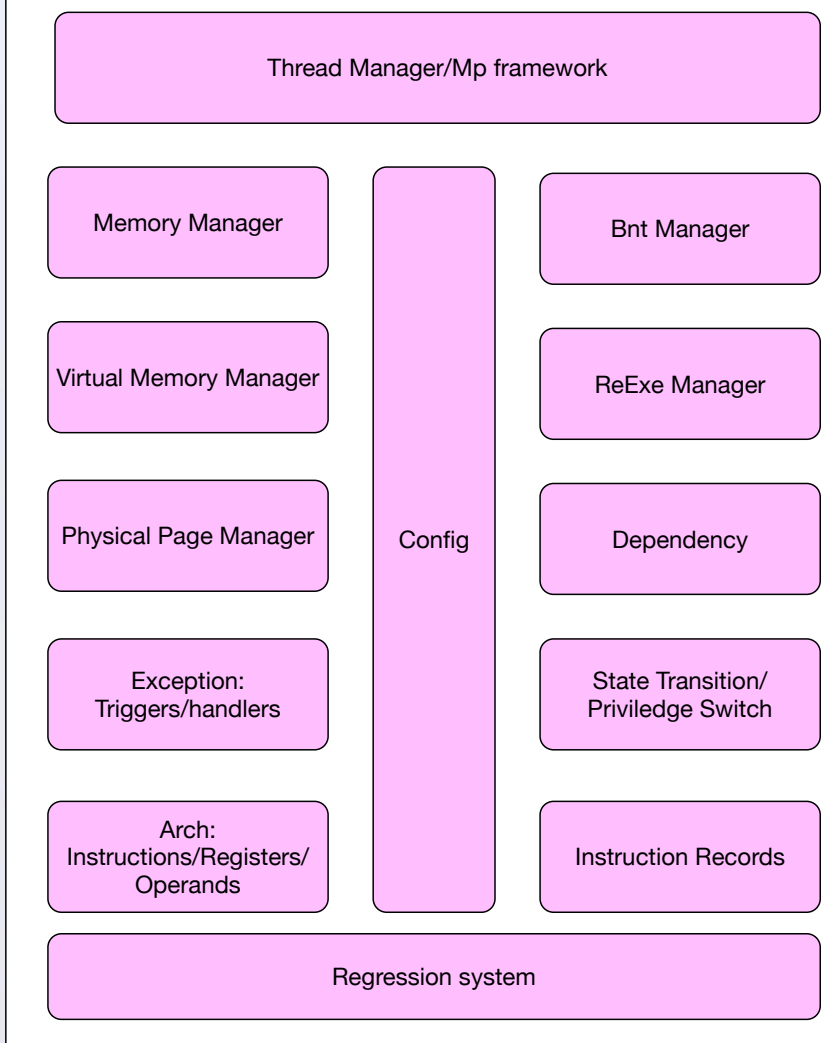 Thread Manager/Mp framework
Memory Manager
Virtual Memory Manager
Physical Page Manager
Exception:
Triggers/handlers
Arch:
Instructions/Registers/
Operands
Config
Bnt Manager
ReExe Manager
Dependency
State Transition/
Priviledge Switch
Instruction Records
Regression system